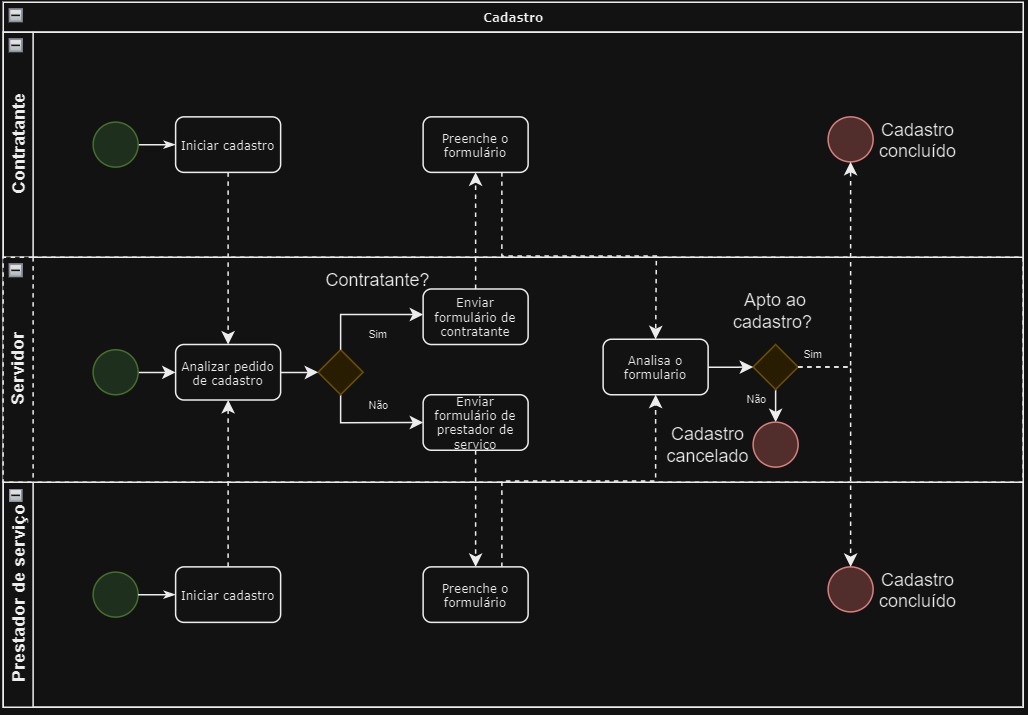 Cadastro
Contratante
Iniciar cadastro
Preenche o
formulário
Cadastro
concluído
Servidor
Analizar pedido
de cadastro
Contratante?
Sim
Não
Enviar
formulário de
contratante
Enviar
formulário de
prestador de
serviço
Analisa o
formulario
Apto ao
cadastro?
Sim
Não
Cadastro
cancelado
Prestador de serviço
Iniciar cadastro
Preenche o
formulário
Cadastro
concluído